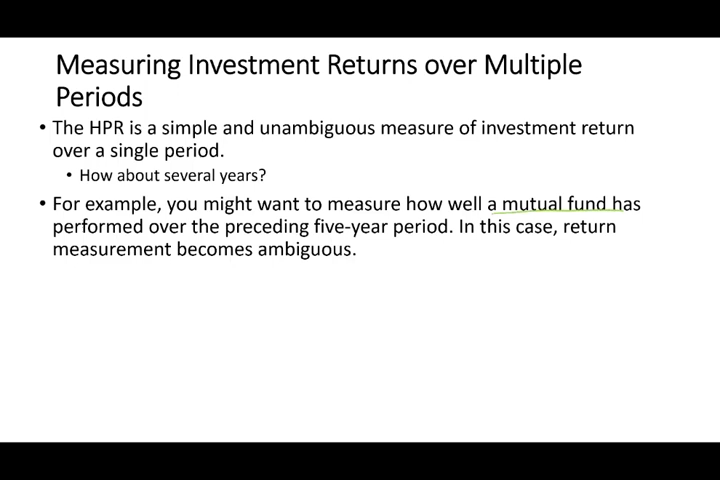 Measuring Investment Returns over Multiple
Periods
• The HPR is a simple and unambiguous measure of investment return
over a single period.
• How about several years?
• For example, you might want to measure how well a mutual fund has
performed over the preceding five-year period. In this case, return
measurement becomes ambiguous.